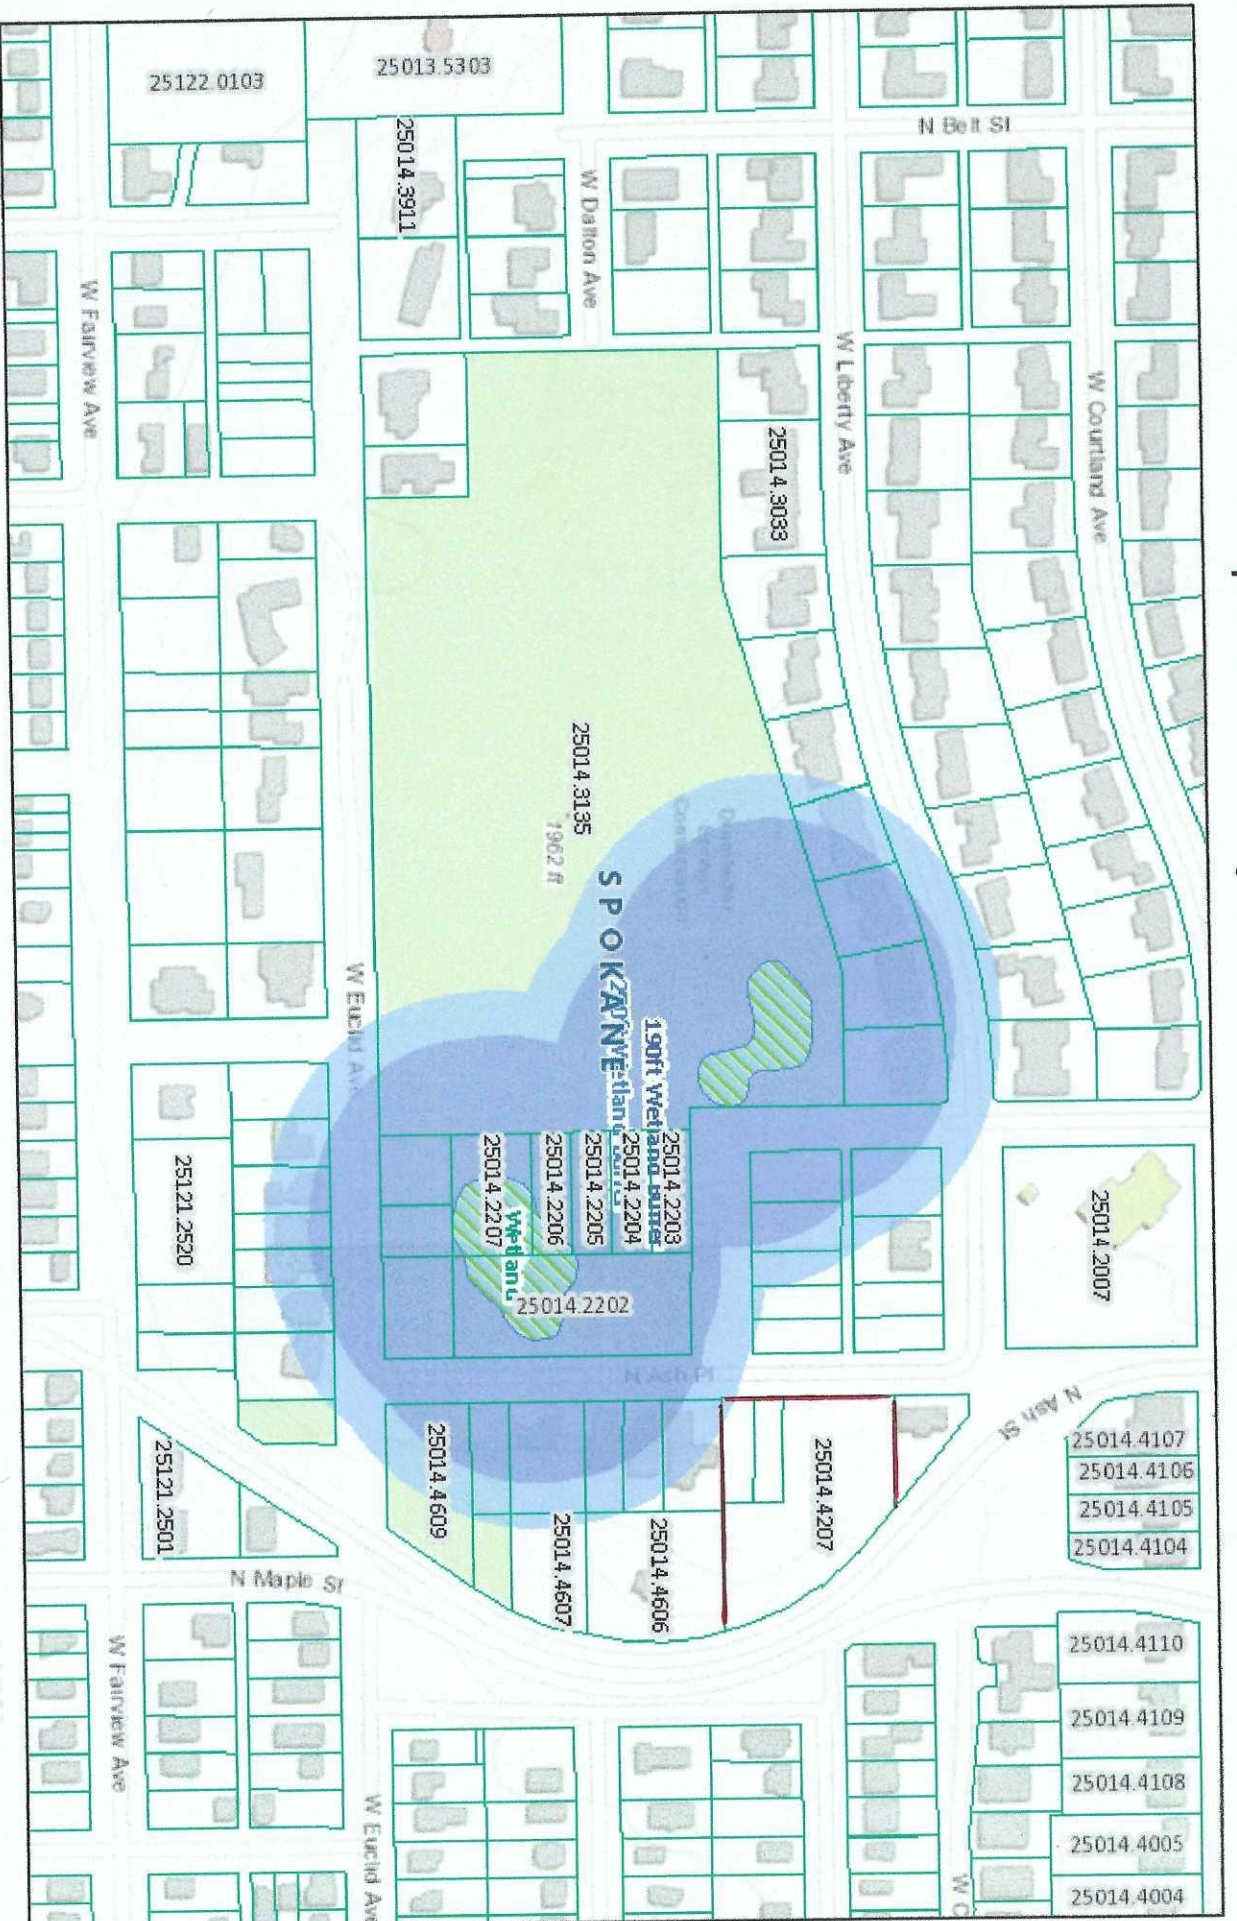 25122.0103
25013.5303
N Belt St
25014.3911
W Dalton Ave
W Fairview Ave
W Liberty Ave
W Courtland Ave
25014.3033
25014.3135
1962 ft
SPOKANE
W Euclid Ave
190ft Wetland Buffer
25014.2203
25014.2204
25014.2205
25014.2206
25014.2207
Wetland
25014.2202
25121.2520
25014.2007
N Ash Pl
N Ash St
25014.4107
25014.4106
25014.4105
25014.4104
25014.4207
25014.4609
25121.2501
25014.4607
25014.4606
N Maple St
25014.4110
25014.4109
25014.4108
25014.4005
25014.4004
W Fairview Ave
W Euclid Ave
W C